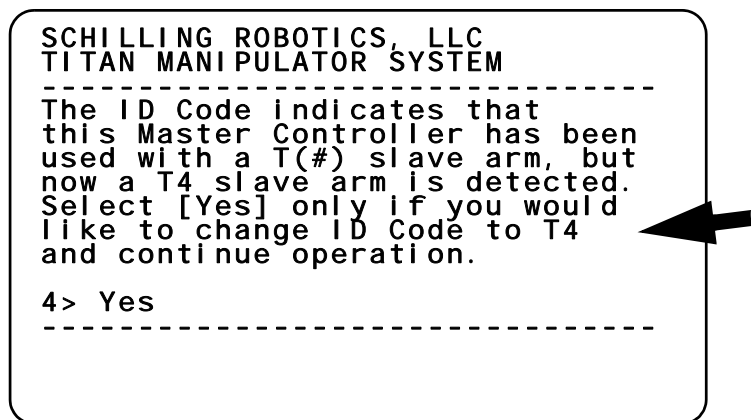 SCHILLING ROBOTICS, LLC
TITAN MANIPULATOR SYSTEM
--------------------------------
The ID Code indicates that
this Master Controller has been
used with a T(#) slave arm, but
now a T4 slave arm is detected.
Select [Yes] only if you would
like to change ID Code to T4
and continue operation.
4> Yes
--------------------------------